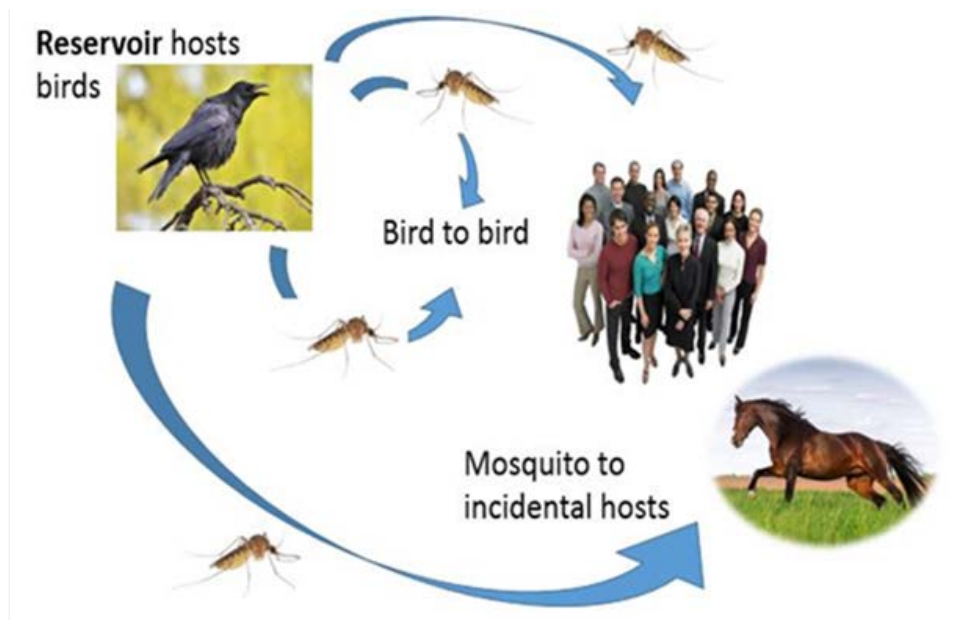 Reservoir hosts
birds
Bird to bird
Mosquito to
incidental hosts